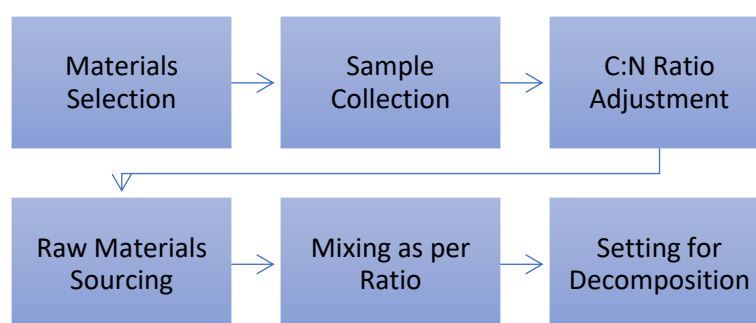 Materials
Selection
Sample
Collection
C:N Ratio
Adjustment
Raw Materials
Sourcing
Mixing as per
Ratio
Setting for
Decomposition